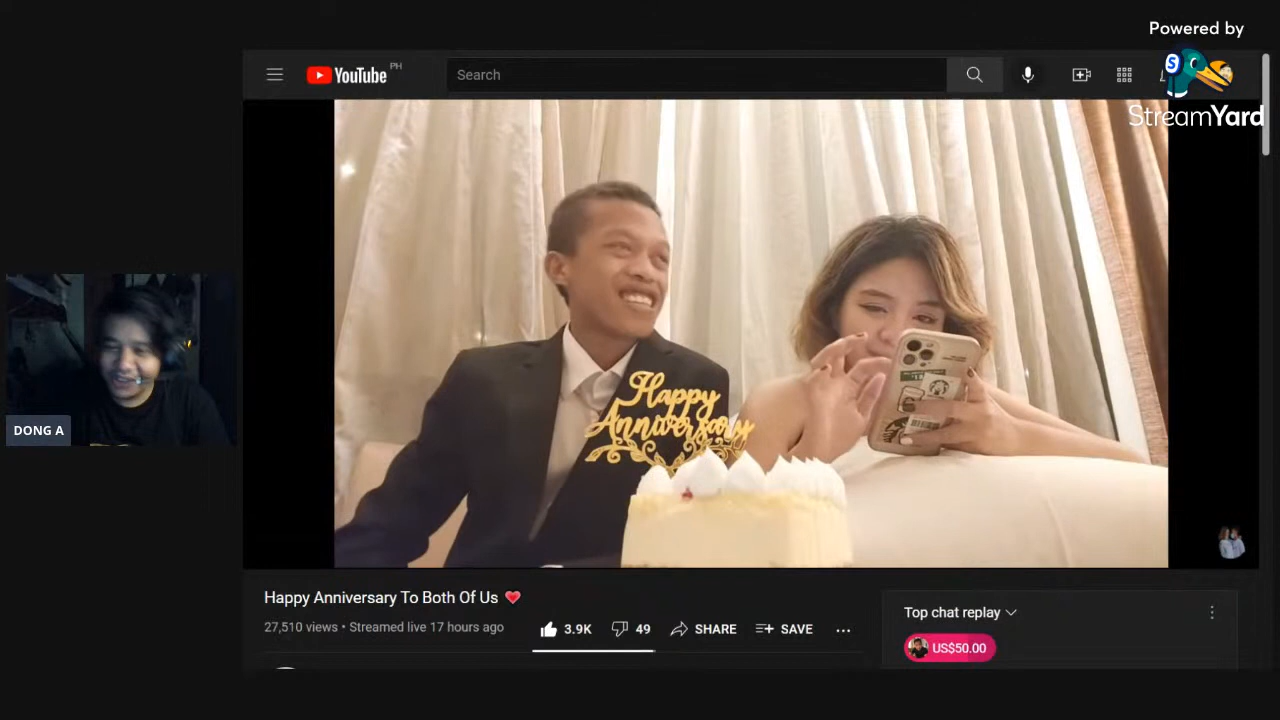 Powered by
StreamYard
YouTube PH
Search
Happy
Anniversary
DONG A
Happy Anniversary To Both Of Us
27,510 views • Streamed live 17 hours ago
3.9K
49
SHARE
SAVE
Top chat replay
US$50.00